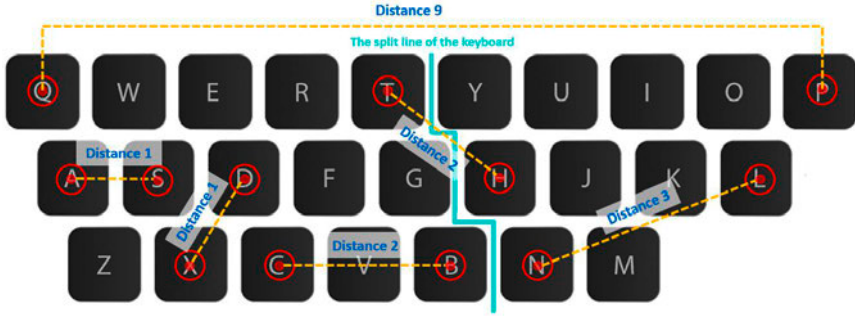 Distance 9
The split line of the keyboard
Q W E R T Y U I O P
Distance 1
Distance 2
A S D F G H J K L
Distance 1
Distance 3
Distance 2
Z X C V B N M